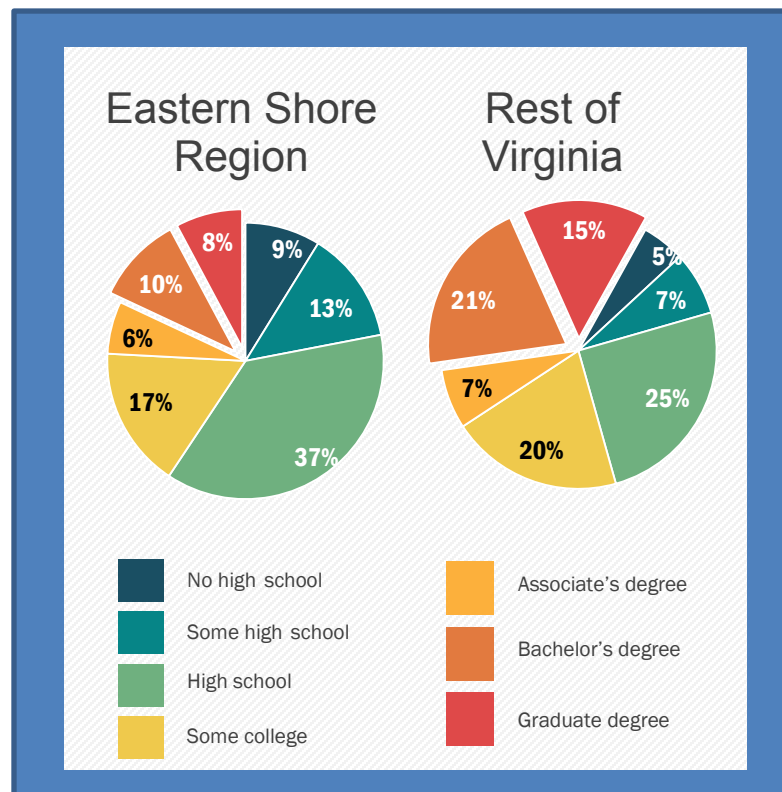 Eastern Shore
Region
Rest of
Virginia
8%
9%
10%
13%
6%
17%
37%
15%
5%
21%
7%
7%
25%
20%
No high school
Some high school
High school
Some college
Associate’s degree
Bachelor’s degree
Graduate degree